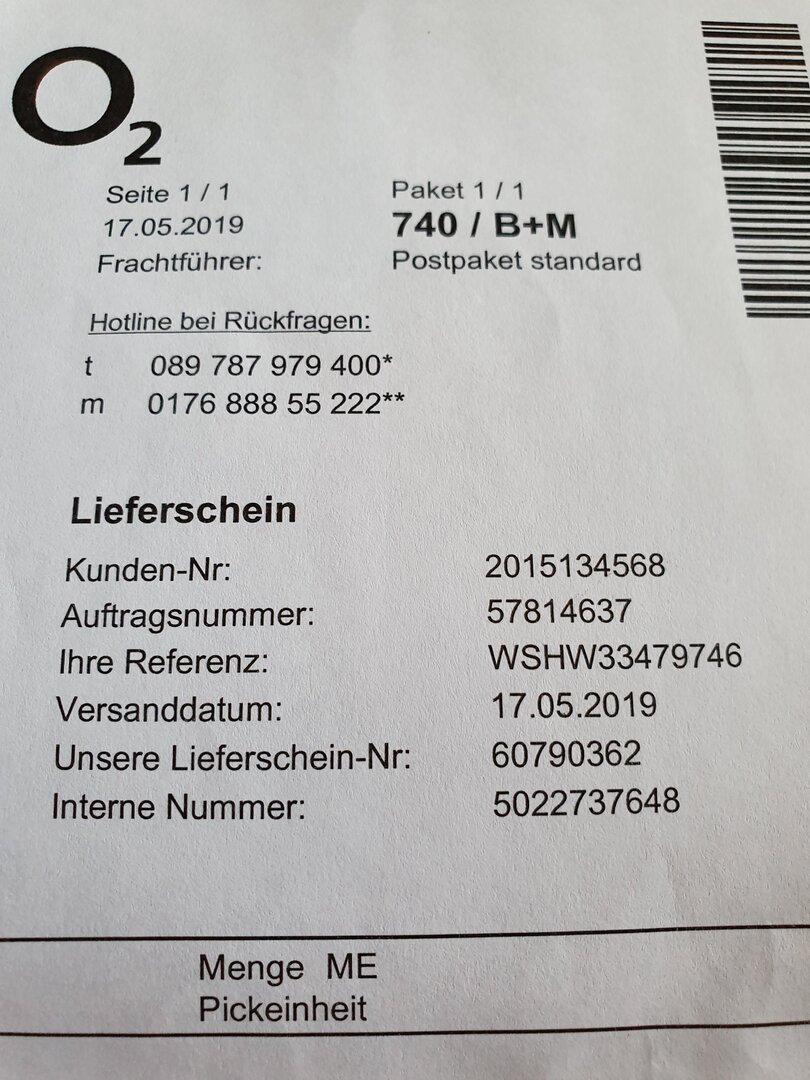 O2
Seite 1 / 1
Paket 1 / 1
17.05.2019
740 / B+M
Frachtführer:
Postpaket standard
Hotline bei Rückfragen:
t 089 787 979 400*
m 0176 888 55 222**
Lieferschein
Kunden-Nr: 2015134568
Auftragsnummer: 57814637
Ihre Referenz: WSHW33479746
Versanddatum: 17.05.2019
Unsere Lieferschein-Nr: 60790362
Interne Nummer: 5022737648
Menge ME
Pickeinheit